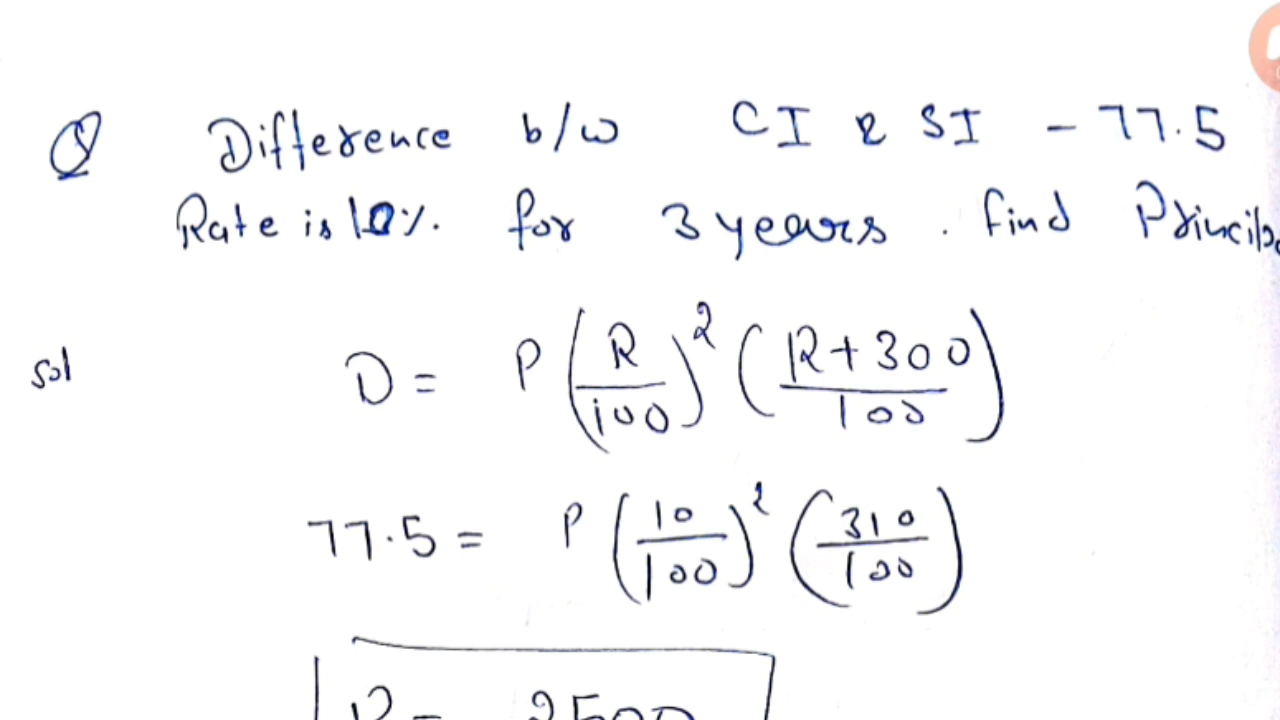 Q Difference b/w CI & SI - 77.5
Rate is 10% for 3 years . find
Sol D = P (R/100)² (R+300/100)
77.5 = P (10/100)² (310/100)
P = 2500